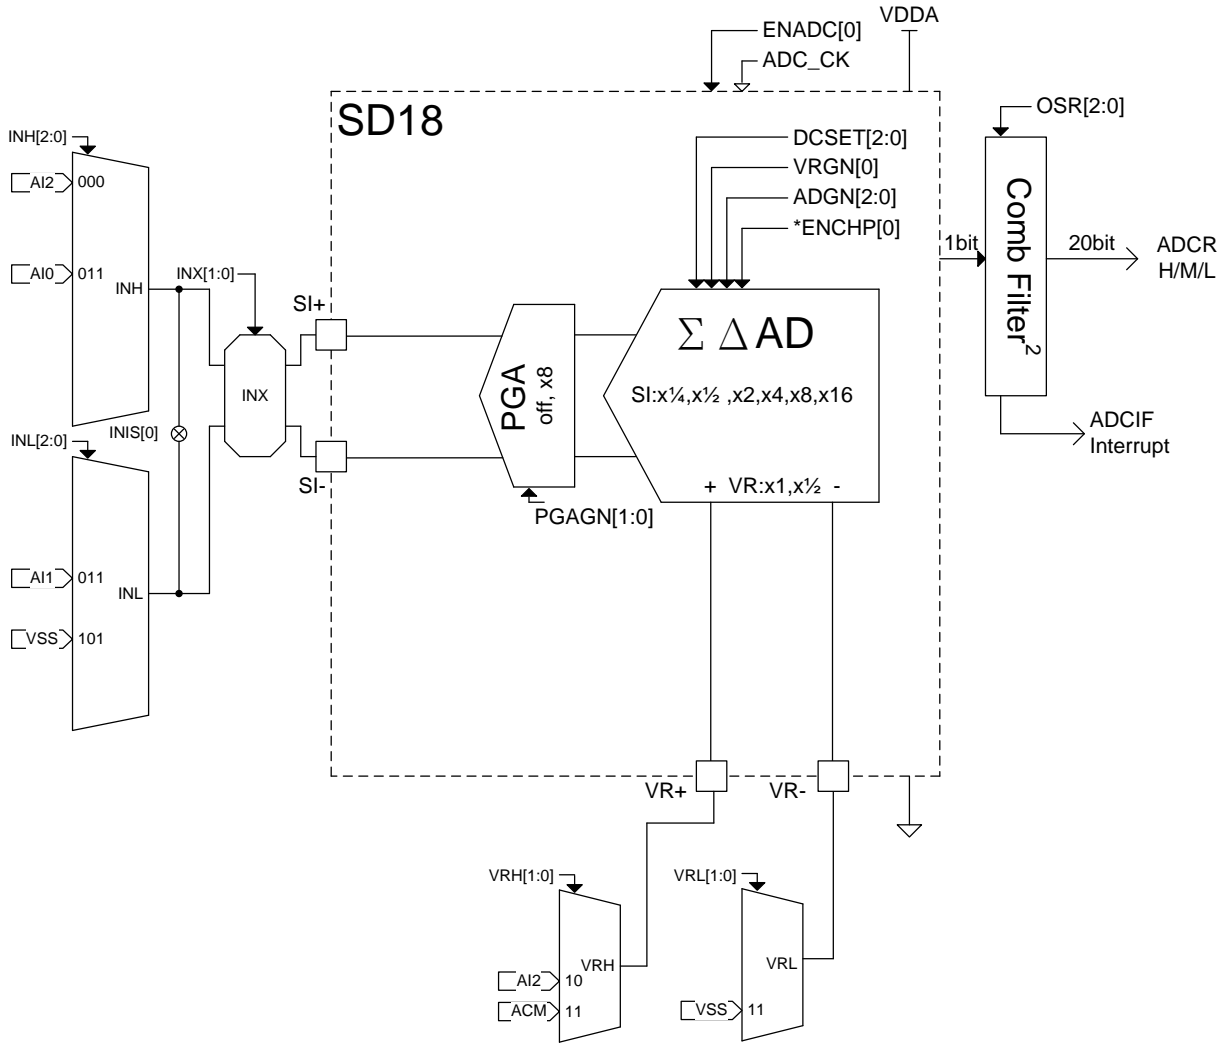 ENADC[0]
VDDA
ADC_CK
SD18
OSR[2:0]
INH[2:0]
DCSET[2:0]
VRGN[0]
ADGN[2:0]
*ENCHP[0]
AI2
000
AI0
011
INH
INX[1:0]
SI+
1bit
Comb Filter2
20bit
ADCR
H/M/L
Σ Δ AD
INX
PGA
off, x8
SI:x¼,x½ ,x2,x4,x8,x16
INL[2:0]
INIS[0]
ADCIF
Interrupt
SI-
+ VR:x1,x½ -
PGAGN[1:0]
AI1
011
INL
VSS
101
VR+
VR-
VRH[1:0]
VRL[1:0]
AI2
10
VRH
ACM
11
VRL
VSS
11